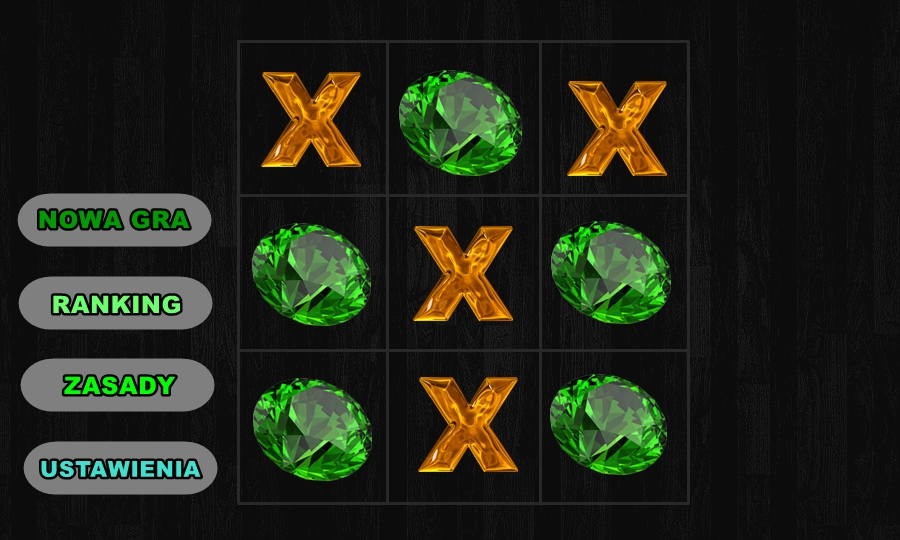 X X
NOWA GRA
X
RANKING
ZASADY
X
USTAWIENIA